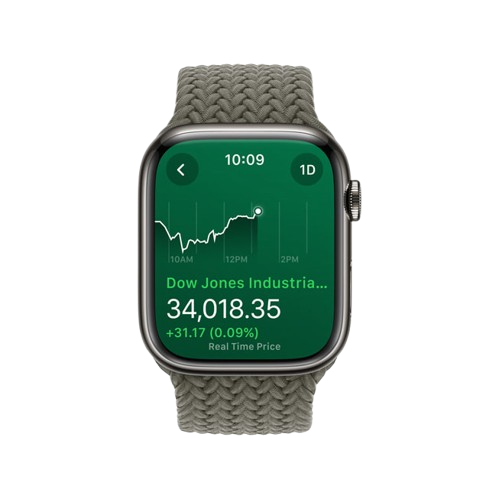 10:09
1D
10AM 12PM 2PM
Dow Jones Industria...
34,018.35
+31.17 (0.09%)
Real Time Price